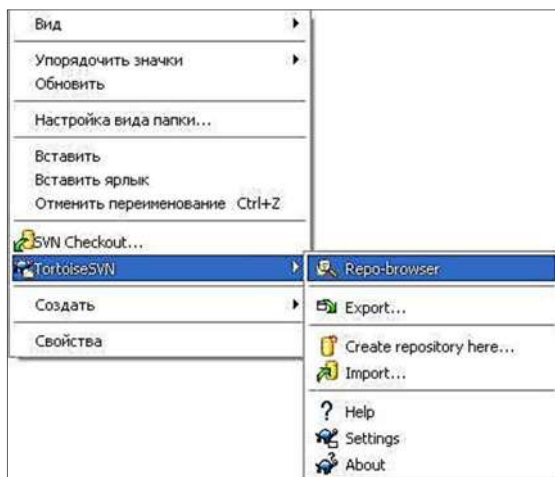 Вид
Упорядочить значки
Обновить
Настройка вида папки...
Вставить
Вставить ярлык
Отменить переименование Ctrl+Z
SVN Checkout...
TortoiseSVN
Создать
Свойства
Repo-browser
Export...
Create repository here...
Import...
? Help
Settings
About